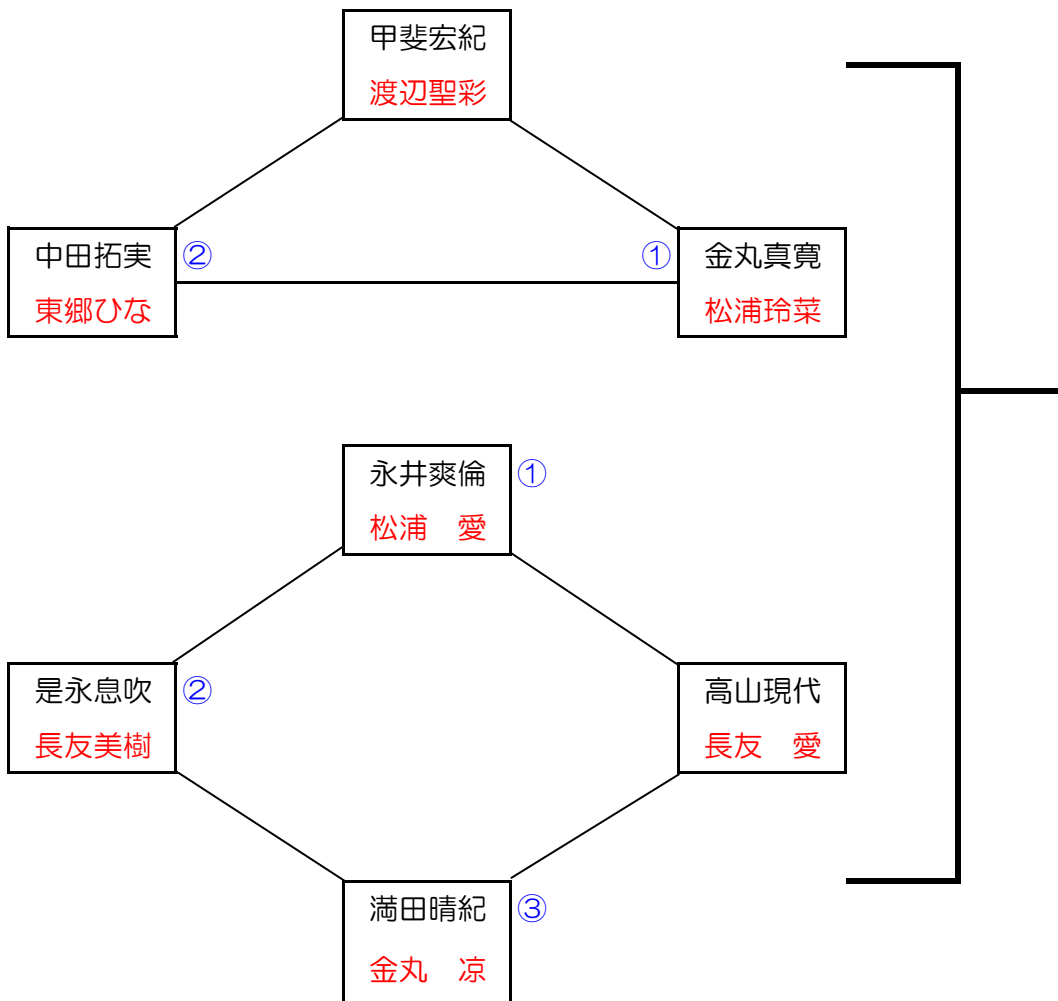 甲斐宏紀
渡辺聖彩
中田拓実
東郷ひな
②
①
金丸真寛
松浦玲菜
永井爽倫
松浦　愛
①
是永息吹
長友美樹
②
高山現代
長友　愛
満田晴紀
金丸　凉
③